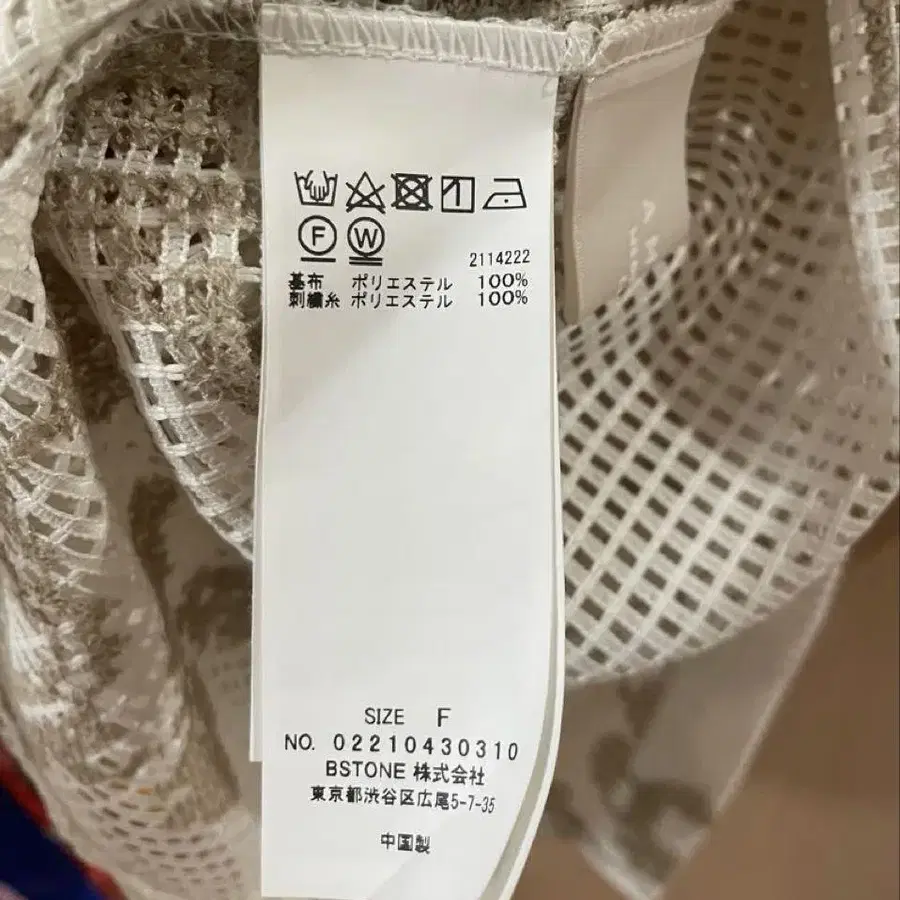 F W
2114222
基布 ポリエステル 100%
刺繍糸 ポリエステル 100%
SIZE F
NO. 02210430310
BSTONE 株式会社
東京都渋谷区広尾5-7-35
中国製